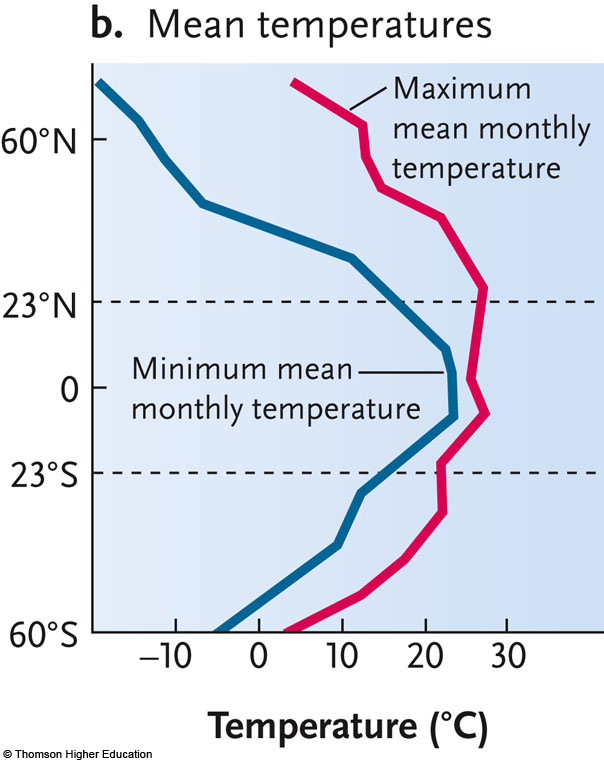 b. Mean temperatures
Maximum
mean monthly
temperature
60°N
23°N
Minimum mean
monthly temperature
0
23°S
60°S
–10 0 10 20 30
Temperature (°C)
© Thomson Higher Education